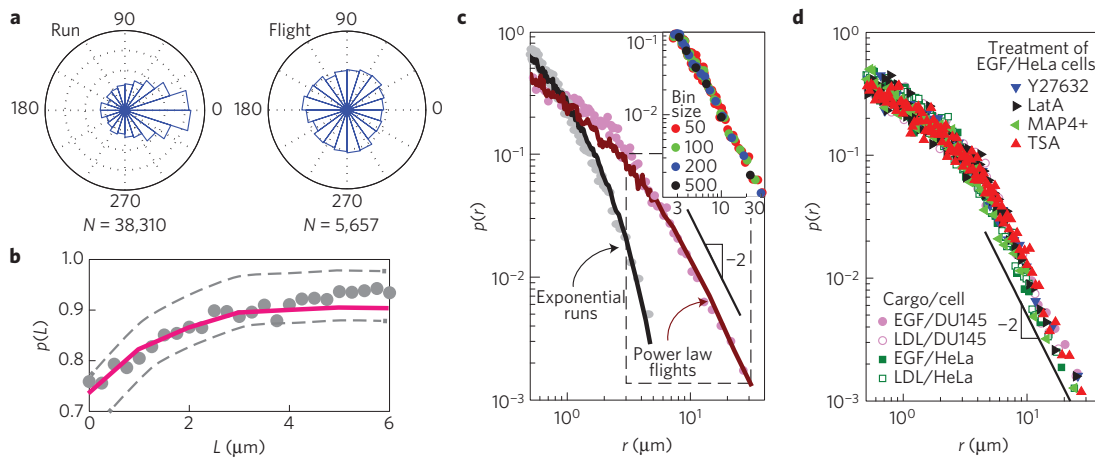 a
Run
90
180
0
270
N = 38,310
Flight
90
180
0
270
N = 5,657
b
p(L)
1.0
0.9
0.8
0.7
0
2
4
6
L (μm)
c
p(r)
10⁰
10⁻¹
10⁻²
10⁻³
10⁰
10¹
r (μm)
Exponential
runs
Power law
flights
−2
10⁻¹
10⁻²
Bin
size
50
100
200
500
3
10
30
d
p(r)
10⁰
10⁻¹
10⁻²
10⁻³
10⁰
10¹
r (μm)
Treatment of
EGF/HeLa cells
Y27632
LatA
MAP4+
TSA
Cargo/cell
EGF/DU145
LDL/DU145
EGF/HeLa
LDL/HeLa
−2